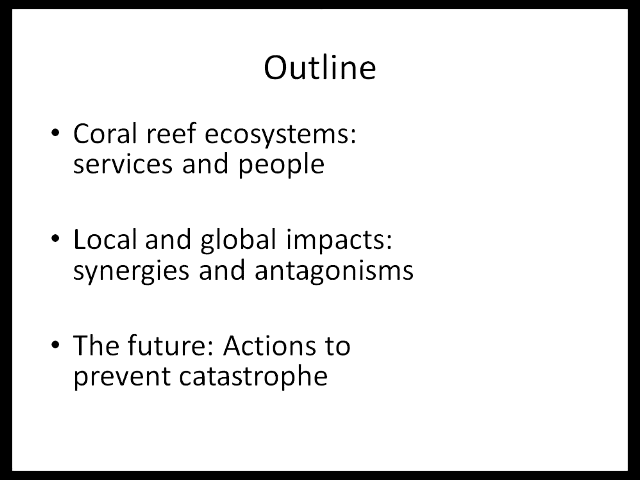 Outline
• Coral reef ecosystems:
services and people
• Local and global impacts:
synergies and antagonisms
• The future: Actions to
prevent catastrophe